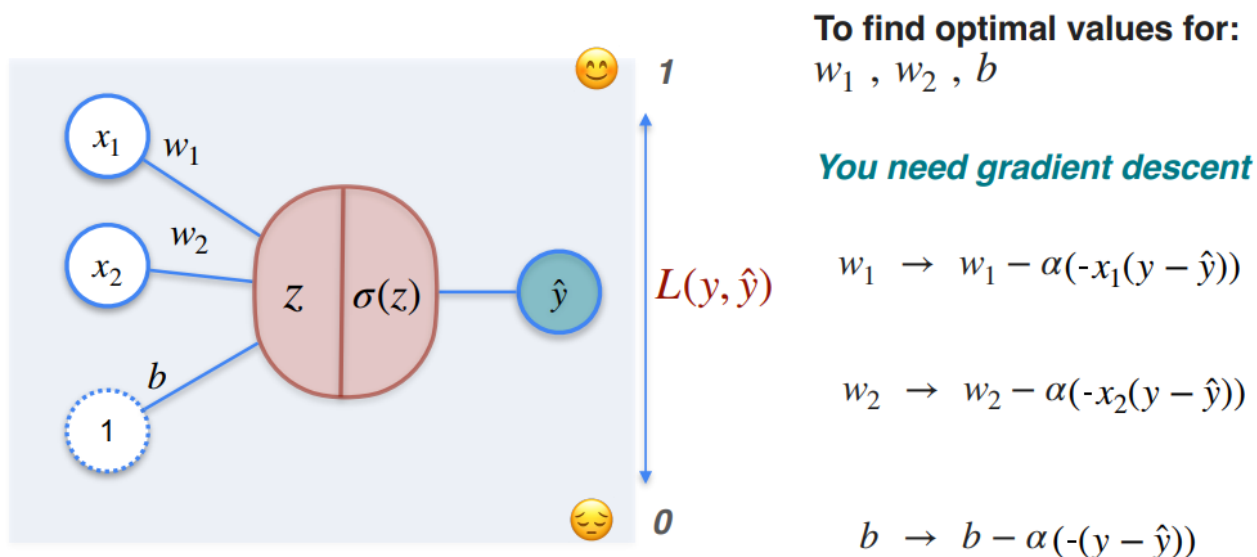 To find optimal values for:
w₁ , w₂ , b
You need gradient descent
w₁ → w₁ − α(-x₁(y − ŷ))
w₂ → w₂ − α(-x₂(y − ŷ))
b → b − α(-(y − ŷ))
1
x₁
w₁
x₂
w₂
z
σ(z)
ŷ
L(y, ŷ)
b
1
0